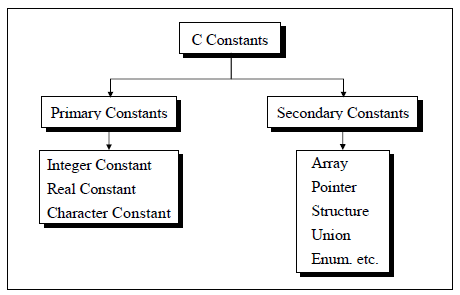 C Constants
Primary Constants
Secondary Constants
Integer Constant
Real Constant
Character Constant
Array
Pointer
Structure
Union
Enum. etc.